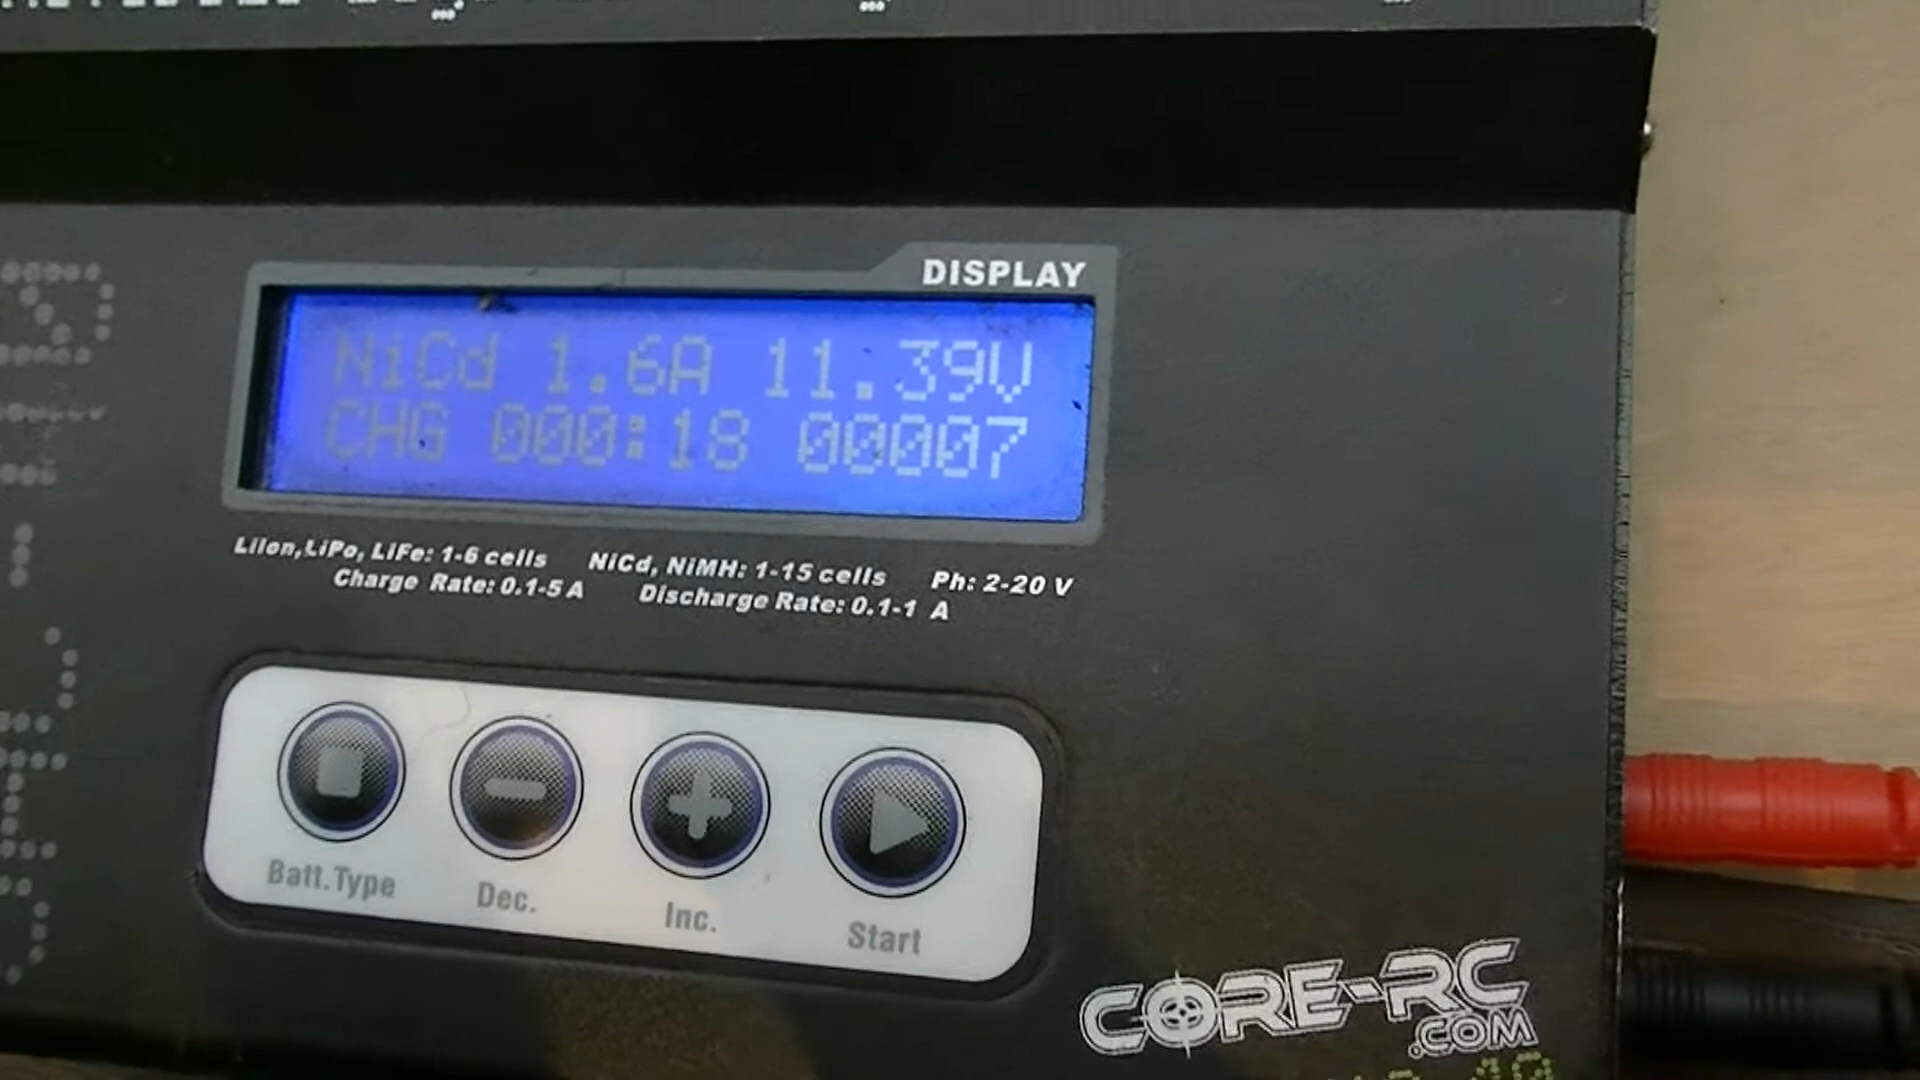 DISPLAY
NiCd 1.6A 11.39V
CHG 000:18 00007
LiIon,LiPo, LiFe: 1-6 cells NiCd, NiMH: 1-15 cells Ph: 2-20 V
Charge Rate: 0.1-5 A Discharge Rate: 0.1-1 A
Batt.Type Dec. Inc. Start
CORE-RC
.COM